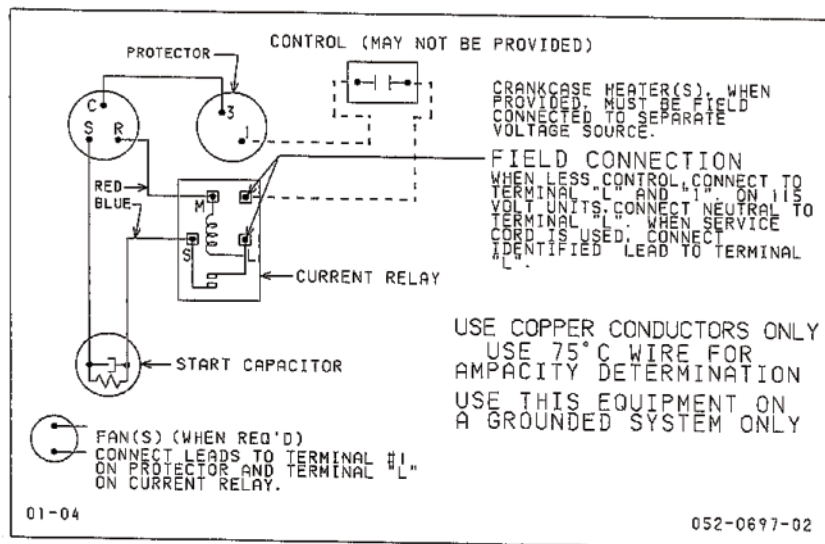 PROTECTOR
CONTROL (MAY NOT BE PROVIDED)
C
S R
3
1
CRANKCASE HEATER(S), WHEN
PROVIDED, MUST BE FIELD
CONNECTED TO SEPARATE
VOLTAGE SOURCE.
FIELD CONNECTION
WHEN LESS CONTROL, CONNECT TO
TERMINAL "L" AND "1". ON 115
VOLT UNITS, CONNECT NEUTRAL TO
TERMINAL "L". WHEN SERVICE
CORD IS USED, CONNECT
IDENTIFIED LEAD TO TERMINAL
"L".
RED
BLUE
M
S
L
CURRENT RELAY
START CAPACITOR
USE COPPER CONDUCTORS ONLY
USE 75°C WIRE FOR
AMPACITY DETERMINATION
USE THIS EQUIPMENT ON
A GROUNDED SYSTEM ONLY
FAN(S) (WHEN REQ'D)
CONNECT LEADS TO TERMINAL #1
ON PROTECTOR AND TERMINAL "L"
ON CURRENT RELAY.
01-04
052-0697-02